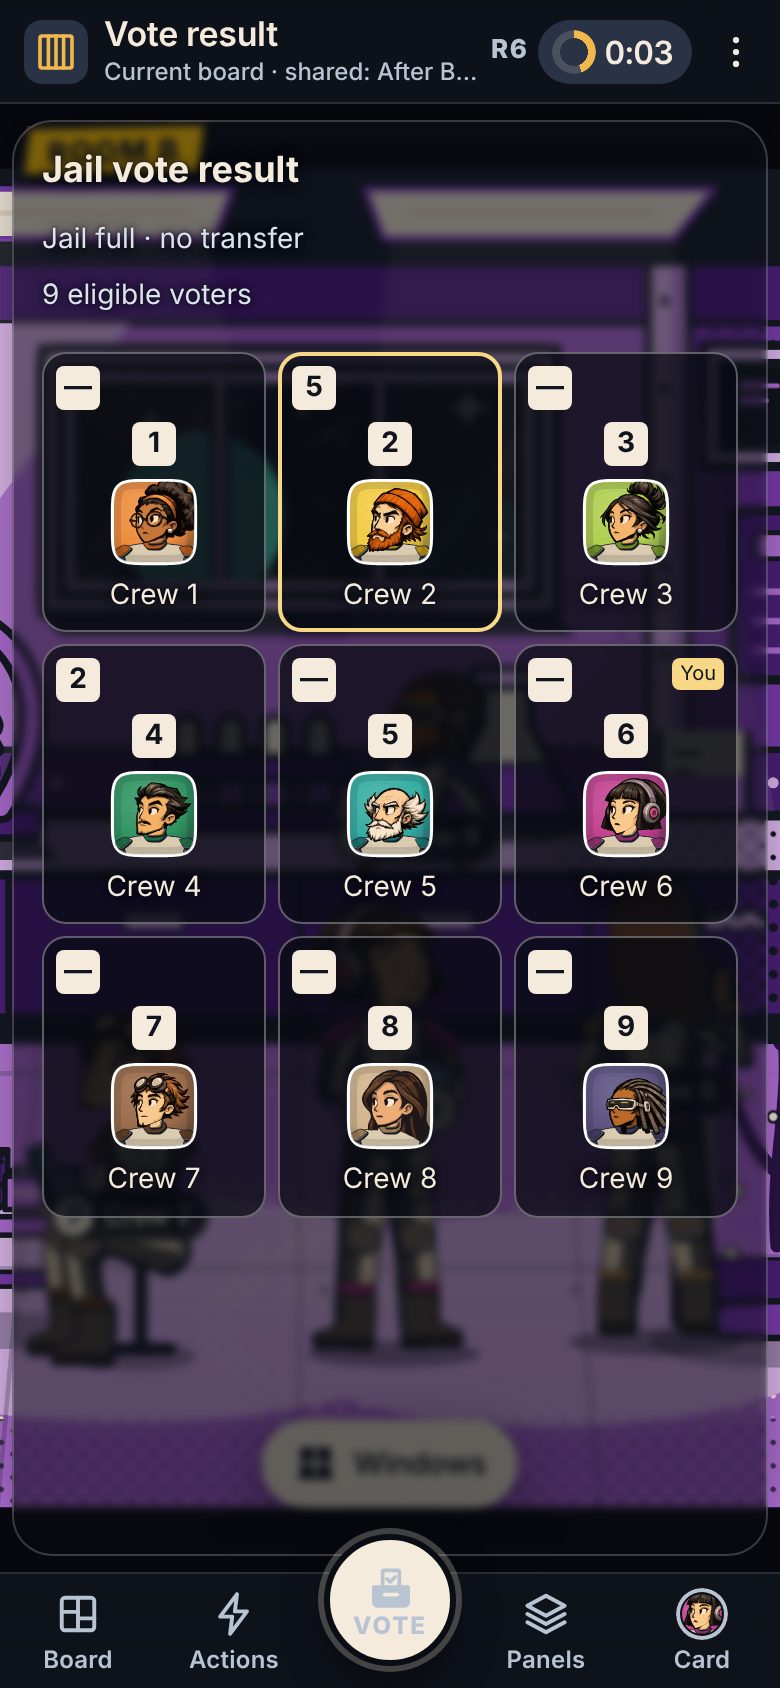 Vote result
Current board · shared: After B...
R6
0:03
Jail vote result
Jail full · no transfer
9 eligible voters
—
1
Crew 1
5
2
Crew 2
—
3
Crew 3
2
4
Crew 4
—
5
Crew 5
—
You
6
Crew 6
—
7
Crew 7
—
8
Crew 8
—
9
Crew 9
Windows
Board
Actions
VOTE
Panels
Card